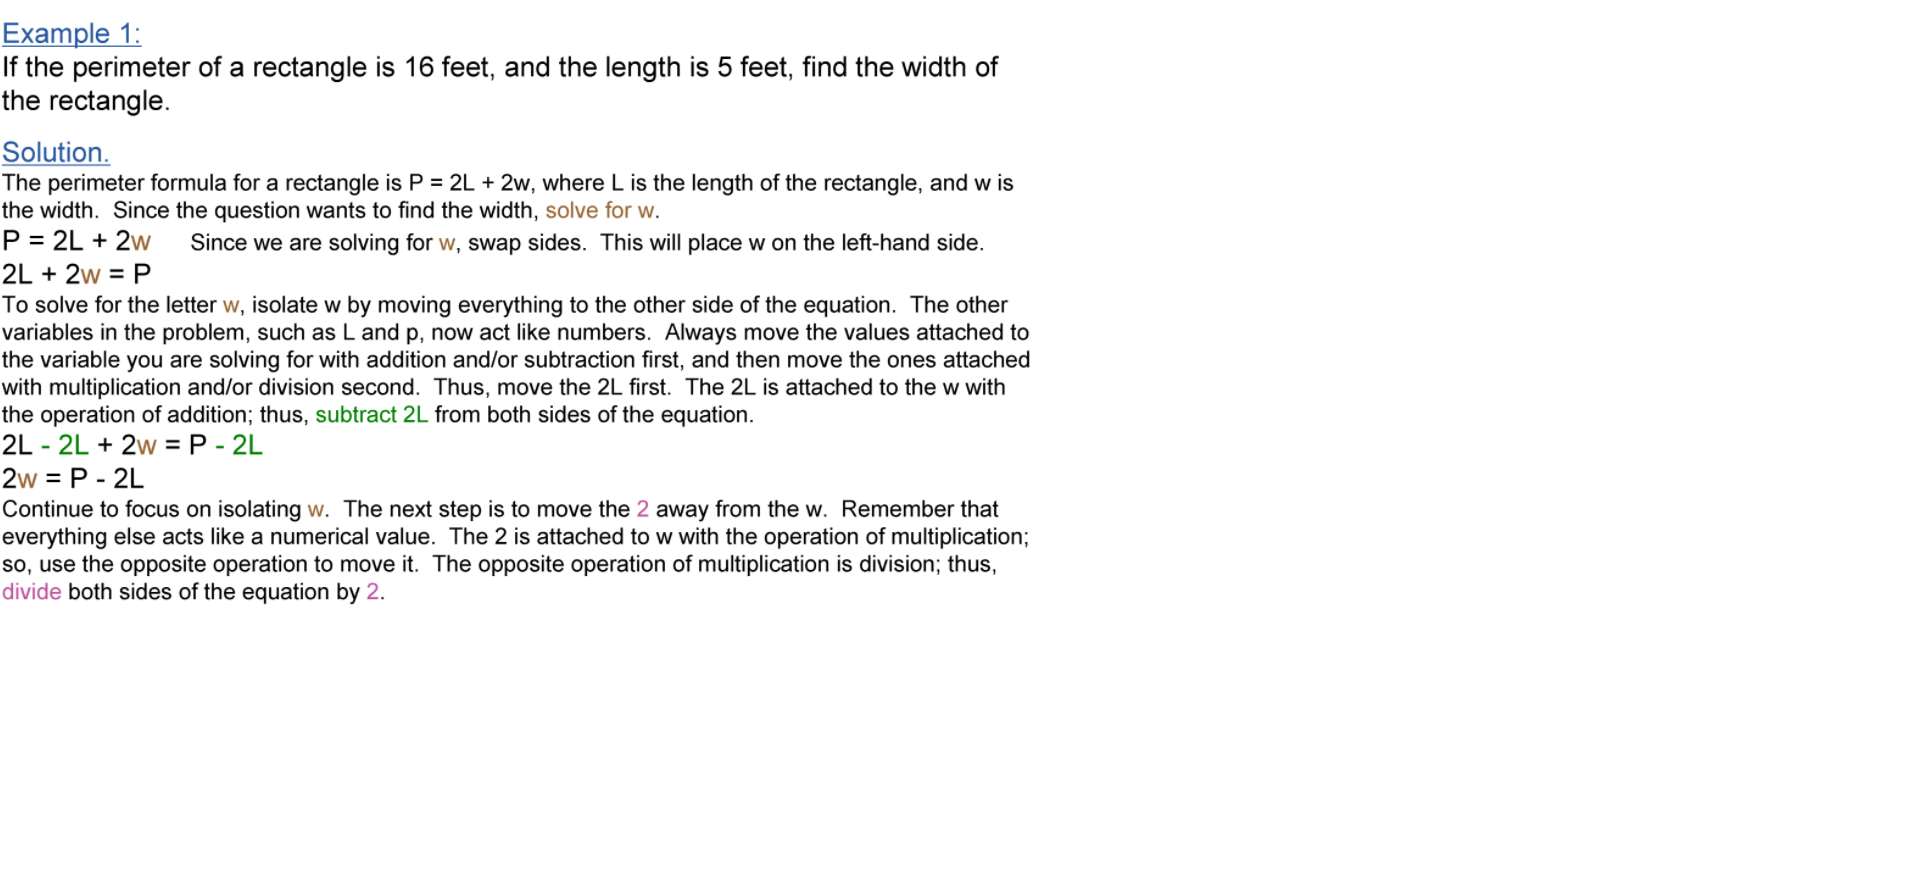 Example 1:
If the perimeter of a rectangle is 16 feet, and the length is 5 feet, find the width of
the rectangle.
Solution.
The perimeter formula for a rectangle is P = 2L + 2w, where L is the length of the rectangle, and w is
the width.  Since the question wants to find the width, solve for w.
P = 2L + 2w     Since we are solving for w, swap sides.  This will place w on the left-hand side.
2L + 2w = P
To solve for the letter w, isolate w by moving everything to the other side of the equation.  The other
variables in the problem, such as L and p, now act like numbers.  Always move the values attached to
the variable you are solving for with addition and/or subtraction first, and then move the ones attached
with multiplication and/or division second.  Thus, move the 2L first.  The 2L is attached to the w with
the operation of addition; thus, subtract 2L from both sides of the equation.
2L - 2L + 2w = P - 2L
2w = P - 2L
Continue to focus on isolating w.  The next step is to move the 2 away from the w.  Remember that
everything else acts like a numerical value.  The 2 is attached to w with the operation of multiplication;
so, use the opposite operation to move it.  The opposite operation of multiplication is division; thus,
divide both sides of the equation by 2.